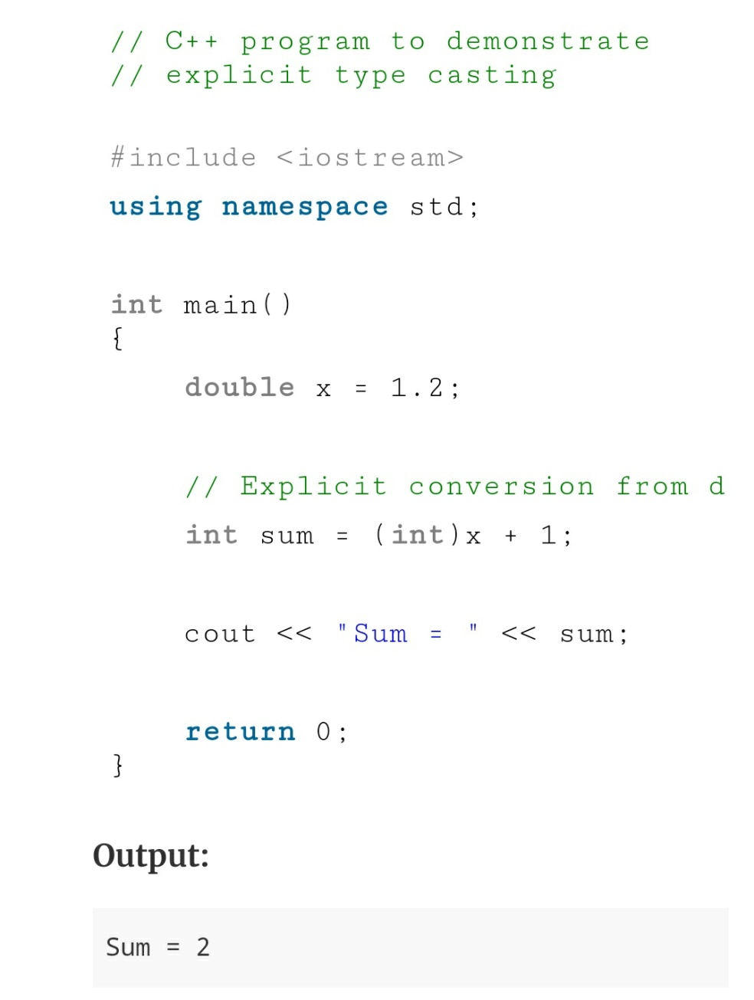 // C++ program to demonstrate
// explicit type casting
#include <iostream>
using namespace std;
int main()
{
double x = 1.2;
// Explicit conversion from d
int sum = (int)x + 1;
cout << "Sum = " << sum;
return 0;
}
Output:
Sum = 2